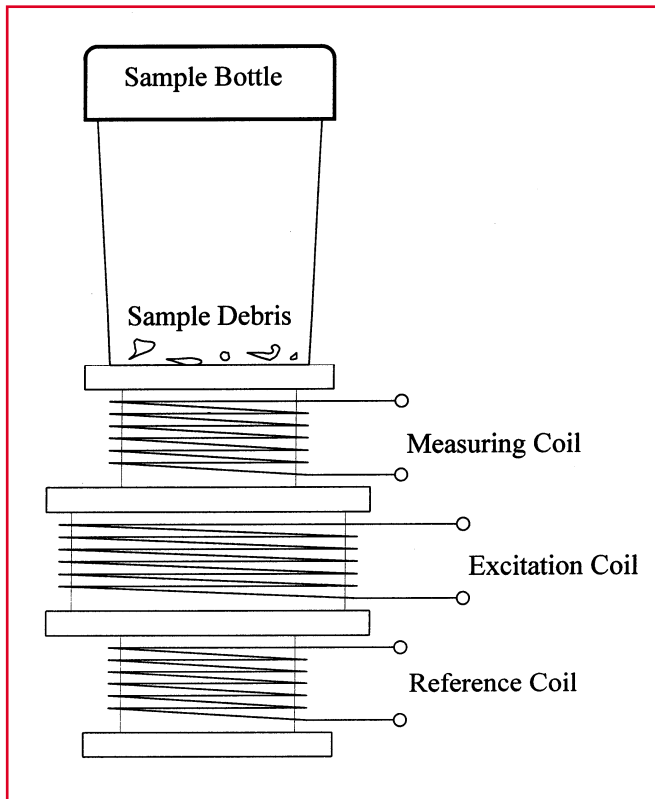 Sample Bottle
Sample Debris
Measuring Coil
Excitation Coil
Reference Coil